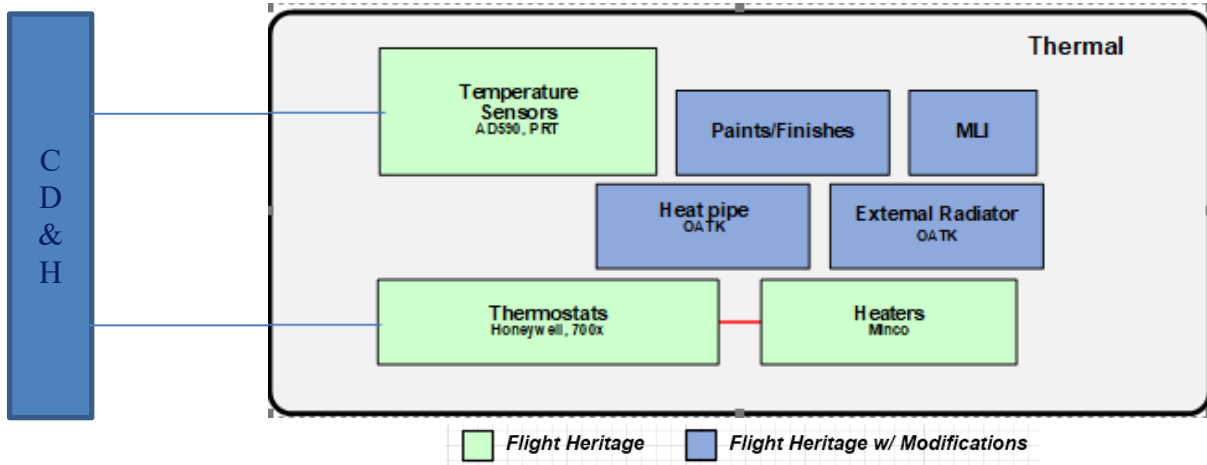 C
D
&
H
Thermal
Temperature
Sensors
AD590, PRT
Paints/Finishes
MLI
Heat pipe
OATK
External Radiator
OATK
Thermostats
Honeywell, 700x
Heaters
Minco
Flight Heritage
Flight Heritage w/ Modifications